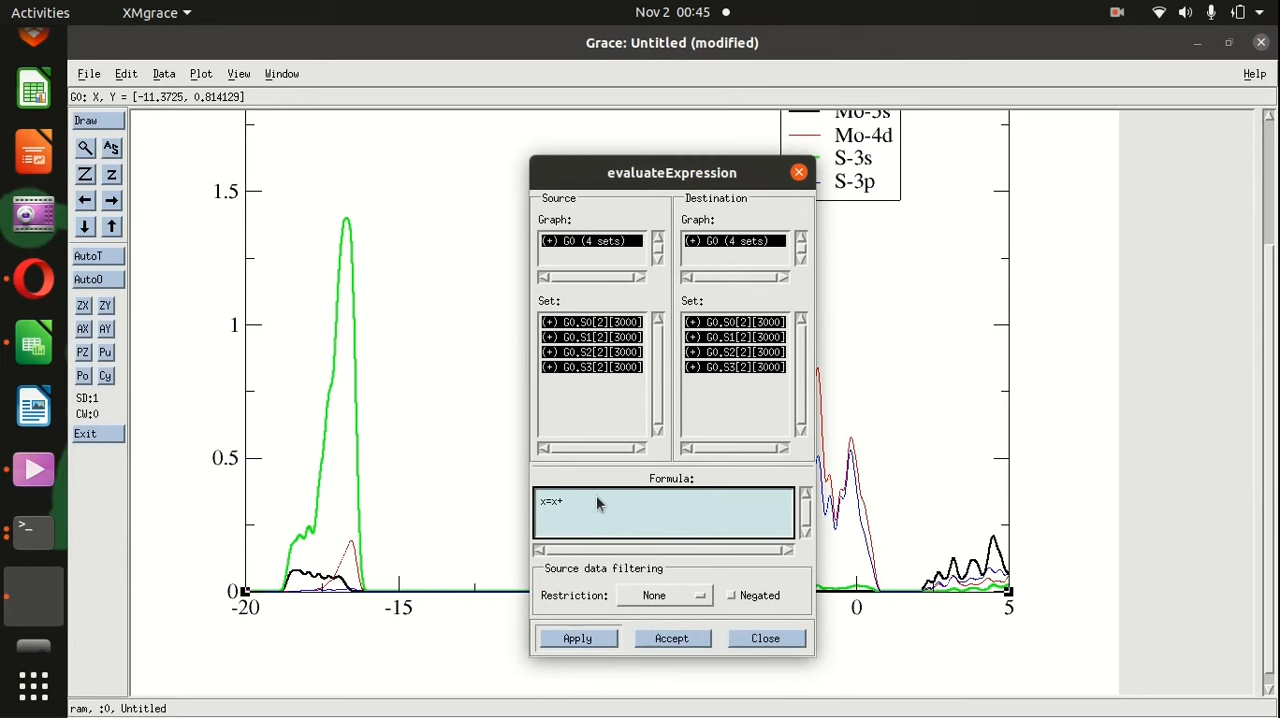 Activities XMgrace Nov 2 00:45
Grace: Untitled (modified)
File Edit Data Plot View Window Help
G0: X, Y = [-11.3725, 0.814129]
Draw
AutoT
AutoO
ZX ZY
AX AY
PZ Pu
Po Cy
SD:1
CW:0
Exit
1.5
1
0.5
0
-20 -15 0 5
Mo-5s
Mo-4d
S-3s
S-3p
evaluateExpression
Source Destination
Graph: Graph:
(+) G0 (4 sets) (+) G0 (4 sets)
Set: Set:
(+) G0.S0[2][3000] (+) G0.S0[2][3000]
(+) G0.S1[2][3000] (+) G0.S1[2][3000]
(+) G0.S2[2][3000] (+) G0.S2[2][3000]
(+) G0.S3[2][3000] (+) G0.S3[2][3000]
Formula:
x=x+
Source data filtering
Restriction: None Negated
Apply Accept Close
ram, :0, Untitled